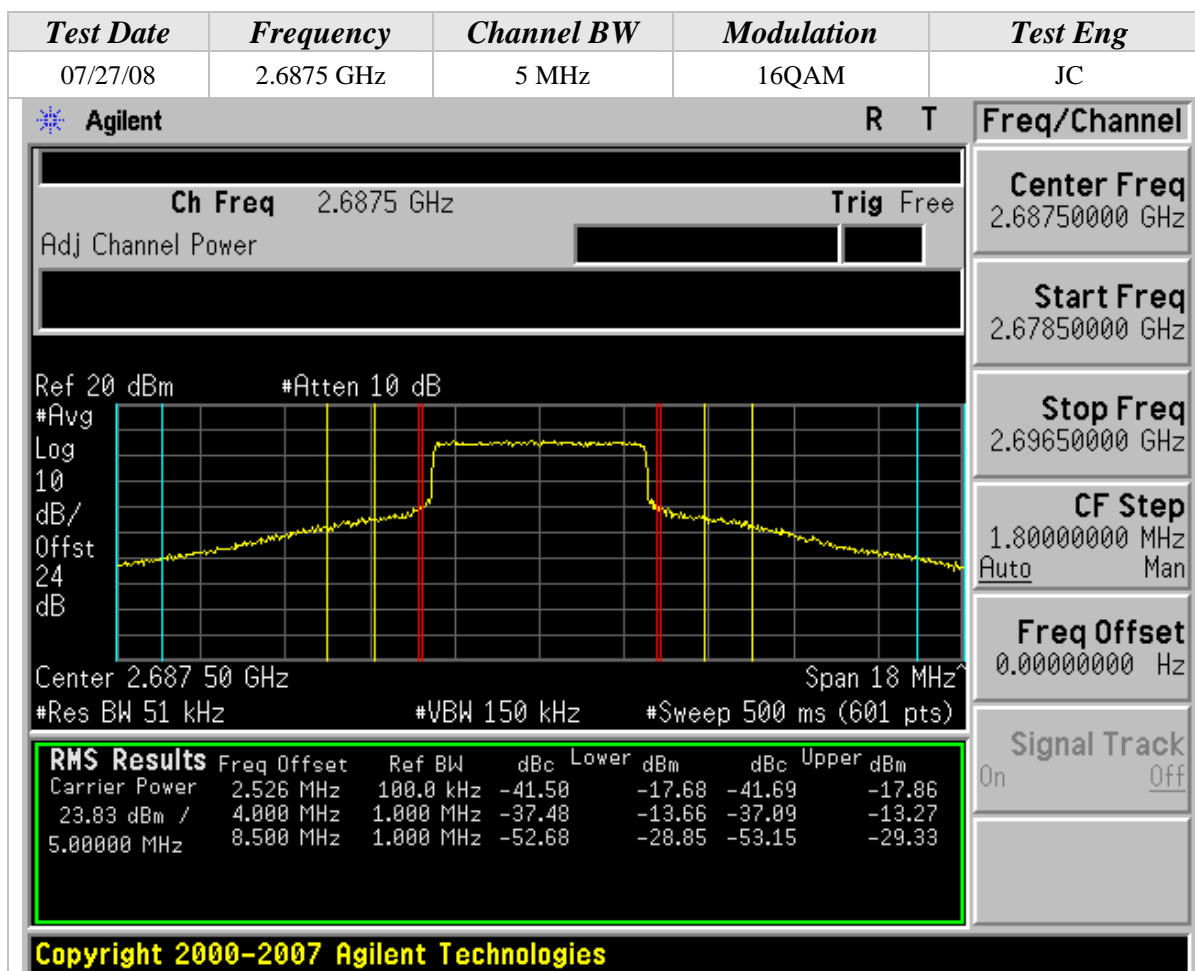 Test Date Frequency Channel BW Modulation Test Eng
07/27/08 2.6875 GHz 5 MHz 16QAM JC
Agilent R T Freq/Channel
Ch Freq 2.6875 GHz Trig Free
Adj Channel Power
Center Freq
2.68750000 GHz
Start Freq
2.67850000 GHz
Stop Freq
2.69650000 GHz
CF Step
1.80000000 MHz
Auto Man
Freq Offset
0.00000000 Hz
Signal Track
On Off
Ref 20 dBm #Atten 10 dB
#Avg
Log
10
dB/
Offst
24
dB
Center 2.687 50 GHz Span 18 MHz^
#Res BW 51 kHz #VBW 150 kHz #Sweep 500 ms (601 pts)
RMS Results Freq Offset Ref BW dBc Lower dBm dBc Upper dBm
Carrier Power 2.526 MHz 100.0 kHz -41.50 -17.68 -41.69 -17.86
23.83 dBm / 4.000 MHz 1.000 MHz -37.48 -13.66 -37.09 -13.27
5.00000 MHz 8.500 MHz 1.000 MHz -52.68 -28.85 -53.15 -29.33
Copyright 2000-2007 Agilent Technologies